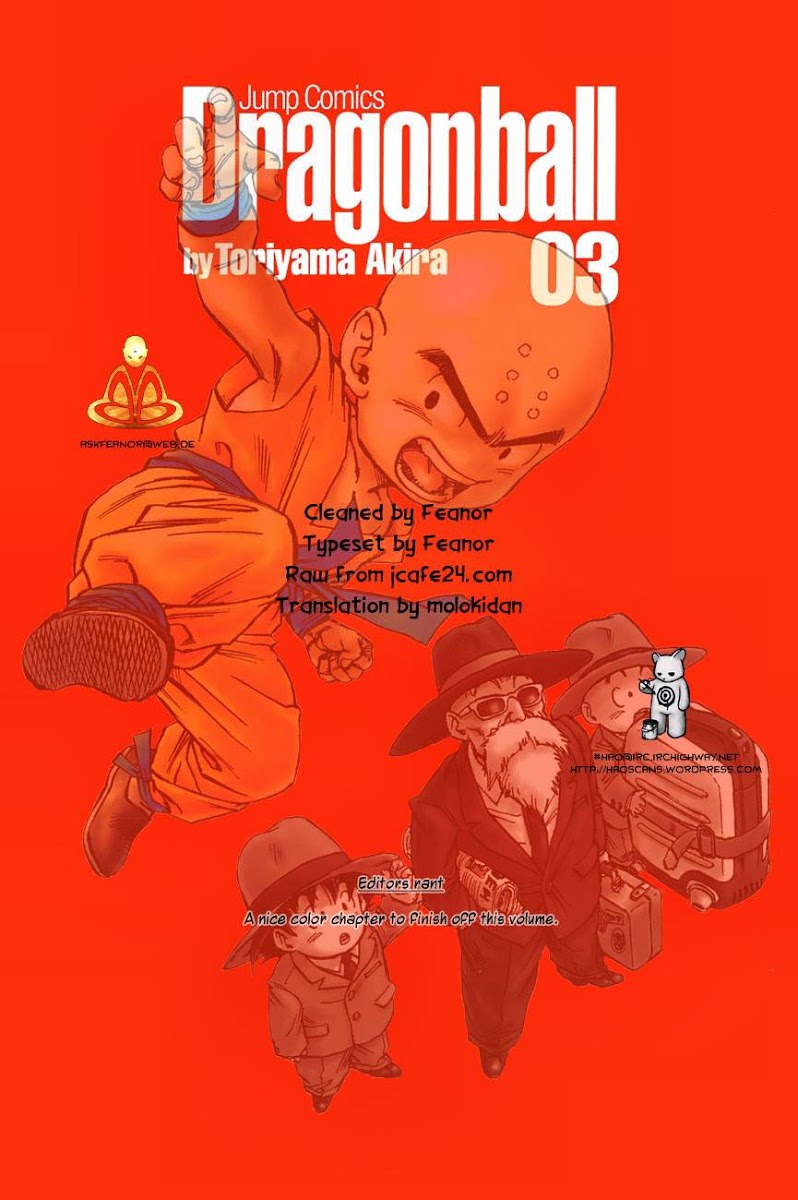 Jump Comics
Dragonball
by Toriyama Akira
03
ASKFEANOR@WEB.DE
Cleaned by Feanor
Typeset by Feanor
Raw from jcafe24.com
Translation by molokidan
#HAO@IRC.IRCHIGHWAY.NET
HTTP://HAOSCANS.WORDPRESS.COM
Editors rant
A nice color chapter to finish off this volume.